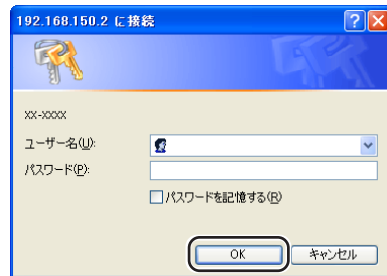 192.168.150.2 に接続
XX-XXXX
ユーザー名(U):
パスワード(P):
パスワードを記憶する(R)
OK キャンセル